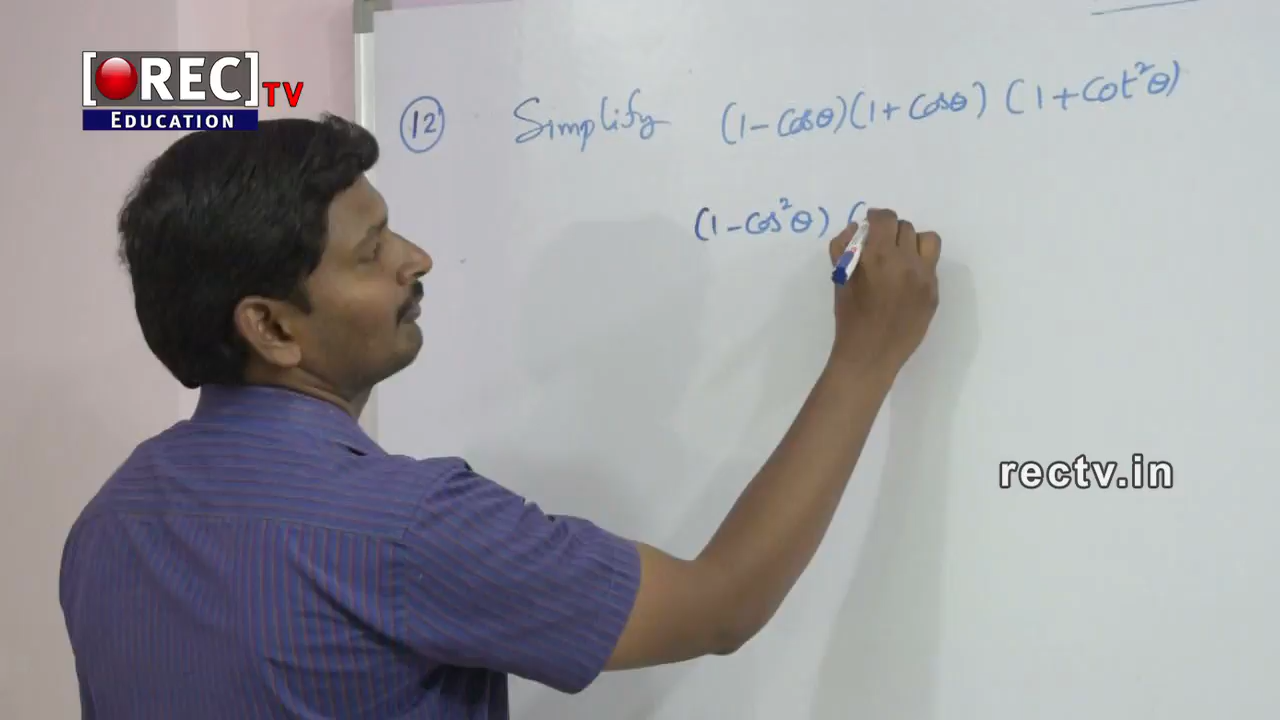 [REC] TV
EDUCATION
12 Simplify (1 - Cosθ)(1 + Cosθ) (1 + Cot²θ)
(1 - Cos²θ) (
rectv.in